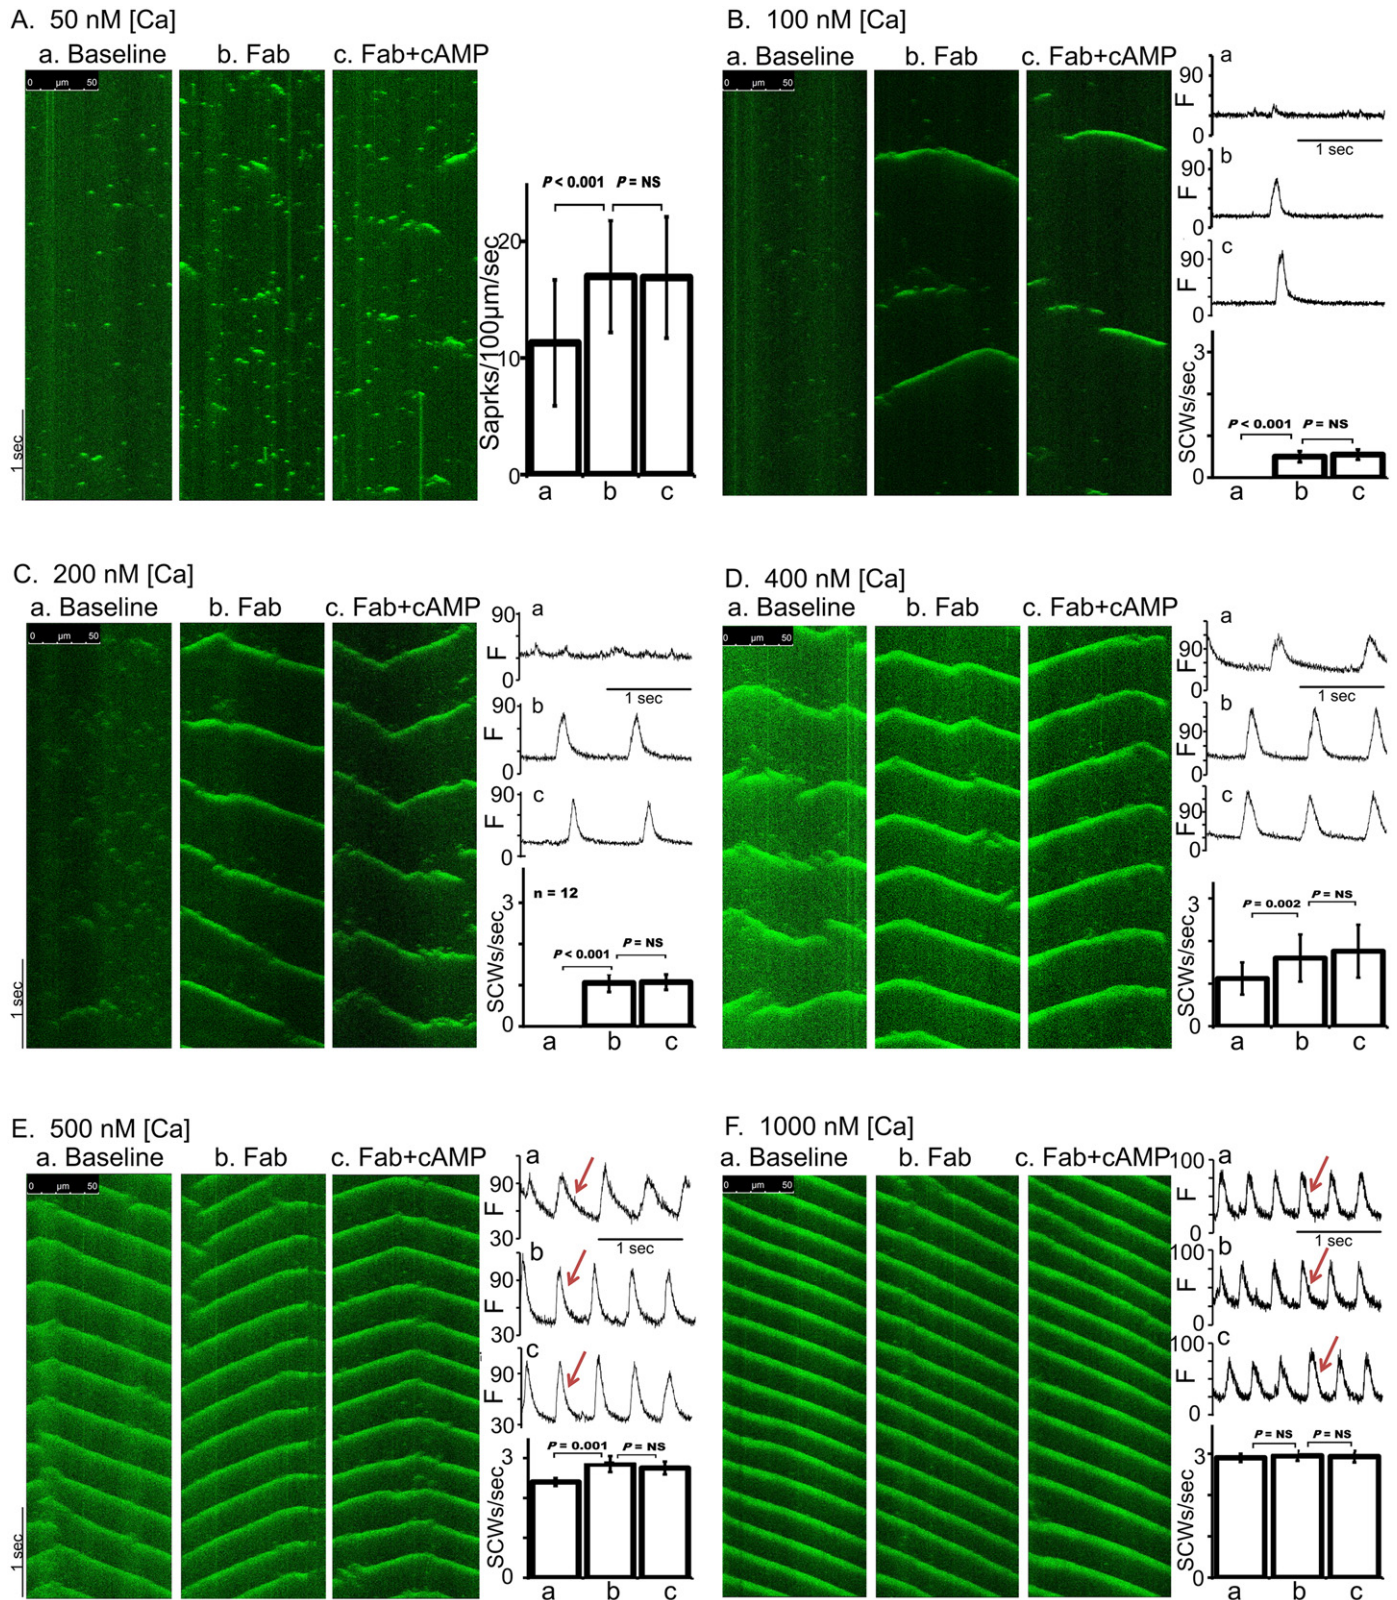 A. 50 nM [Ca]
a. Baseline b. Fab c. Fab+cAMP
0 µm 50
1 sec
P < 0.001 P = NS
Saprks/100µm/sec
20
10
0
a b c
B. 100 nM [Ca]
a. Baseline b. Fab c. Fab+cAMP
0 µm 50
a
90
F
0
1 sec
b
90
F
0
c
90
F
0
3
SCWs/sec
P < 0.001 P = NS
0
a b c
C. 200 nM [Ca]
a. Baseline b. Fab c. Fab+cAMP
0 µm 50
1 sec
90 a
F
0
1 sec
90 b
F
0
90 c
F
0
n = 12
3
SCWs/sec
P < 0.001 P = NS
0
a b c
D. 400 nM [Ca]
a. Baseline b. Fab c. Fab+cAMP
0 µm 50
a
90
F
0
1 sec
b
90
F
0
c
90
F
0
3
SCWs/sec
P = 0.002 P = NS
0
a b c
E. 500 nM [Ca]
a. Baseline b. Fab c. Fab+cAMP
0 µm 50
1 sec
a
90
F
30
1 sec
b
90
F
30
c
90
F
30
P = 0.001 P = NS
3
SCWs/sec
0
a b c
F. 1000 nM [Ca]
a. Baseline b. Fab c. Fab+cAMP
0 µm 50
100 a
F
0
1 sec
100 b
F
0
100 c
F
0
P = NS P = NS
3
SCWs/sec
0
a b c